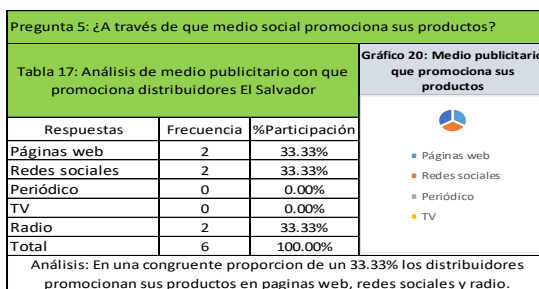 Pregunta 5: ¿A través de que medio social promociona sus productos?
Tabla 17: Análisis de medio publicitario con que
promociona distribuidores El Salvador
Respuestas Frecuencia %Participación
Páginas web 2 33.33%
Redes sociales 2 33.33%
Periódico 0 0.00%
TV 0 0.00%
Radio 2 33.33%
Total 6 100.00%
Gráfico 20: Medio publicitario
que promociona sus
productos
Páginas web
Redes sociales
Periódico
TV
Análisis: En una congruente proporcion de un 33.33% los distribuidores
promocionan sus productos en paginas web, redes sociales y radio.